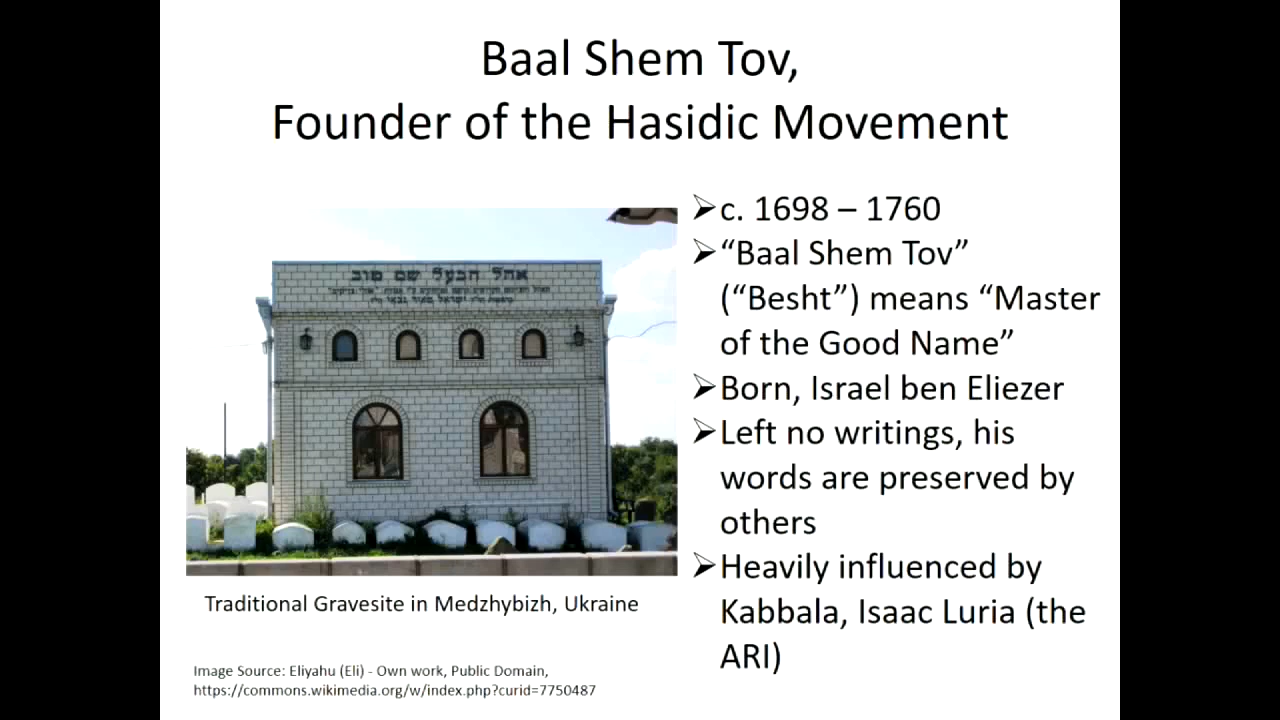 Baal Shem Tov,
Founder of the Hasidic Movement
אהל הבעל שם טוב
➢c. 1698 – 1760
➢“Baal Shem Tov”
(“Besht”) means “Master
of the Good Name”
➢Born, Israel ben Eliezer
➢Left no writings, his
words are preserved by
others
➢Heavily influenced by
Kabbala, Isaac Luria (the
ARI)
Traditional Gravesite in Medzhybizh, Ukraine
Image Source: Eliyahu (Eli) - Own work, Public Domain,
https://commons.wikimedia.org/w/index.php?curid=7750487